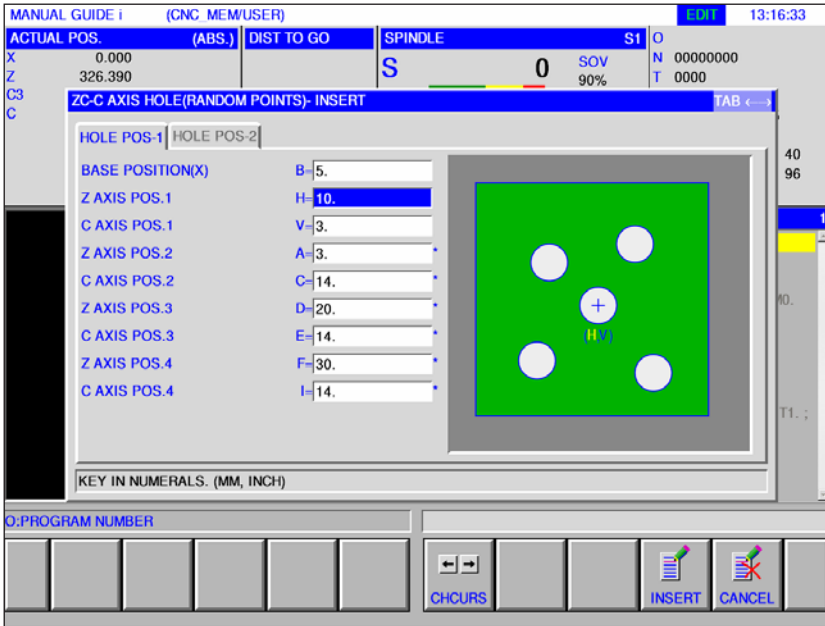 MANUAL GUIDE i (CNC_MEM/USER) EDIT 13:16:33
ACTUAL POS. (ABS.) DIST TO GO SPINDLE S1 O
X 0.000 S 0 SOV N 00000000
Z 326.390 90% T 0000
C3
C
ZC-C AXIS HOLE(RANDOM POINTS)- INSERT TAB ←→
HOLE POS-1 HOLE POS-2
BASE POSITION(X) B=5.
Z AXIS POS.1 H=10.
C AXIS POS.1 V=3.
Z AXIS POS.2 A=3. *
C AXIS POS.2 C=14. *
Z AXIS POS.3 D=20. *
C AXIS POS.3 E=14. *
Z AXIS POS.4 F=30. *
C AXIS POS.4 I=14. *
(H,V)
40
96
1
M0.
T1. ;
KEY IN NUMERALS. (MM, INCH)
O:PROGRAM NUMBER
CHCURS INSERT CANCEL